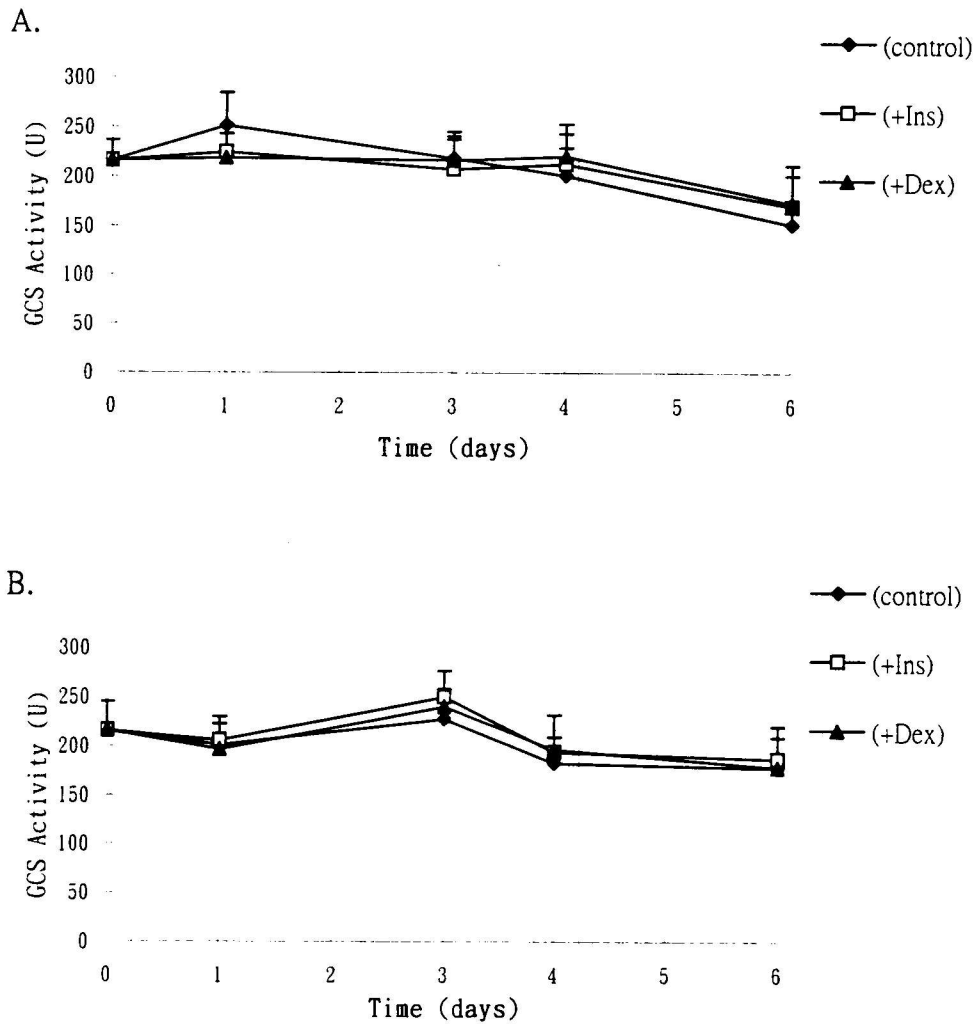 A.
(control)
(+Ins)
(+Dex)
GCS Activity (U)
300
250
200
150
100
50
0
0 1 2 3 4 5 6
Time (days)
B.
(control)
(+Ins)
(+Dex)
GCS Activity (U)
300
250
200
150
100
50
0
0 1 2 3 4 5 6
Time (days)